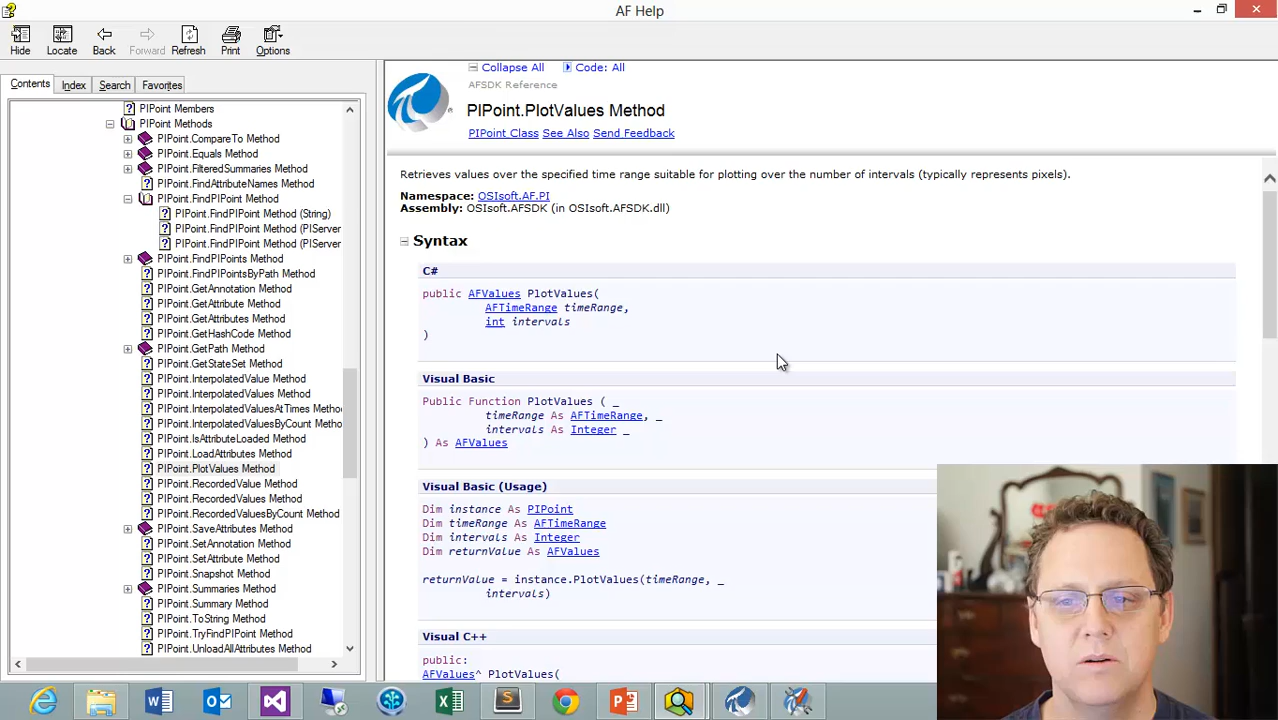 AF Help
Hide
Locate
Back
Forward
Refresh
Print
Options
Contents
Index
Search
Favorites
PIPoint Members
PIPoint Methods
PIPoint.CompareTo Method
PIPoint.Equals Method
PIPoint.FilteredSummaries Method
PIPoint.FindAttributeNames Method
PIPoint.FindPIPoint Method
PIPoint.FindPIPoint Method (String)
PIPoint.FindPIPoint Method (PIServer
PIPoint.FindPIPoint Method (PIServer
PIPoint.FindPIPoints Method
PIPoint.FindPIPointsByPath Method
PIPoint.GetAnnotation Method
PIPoint.GetAttribute Method
PIPoint.GetAttributes Method
PIPoint.GetHashCode Method
PIPoint.GetPath Method
PIPoint.GetStateSet Method
PIPoint.InterpolatedValue Method
PIPoint.InterpolatedValues Method
PIPoint.InterpolatedValuesAtTimes Metho
PIPoint.InterpolatedValuesByCount Metho
PIPoint.IsAttributeLoaded Method
PIPoint.LoadAttributes Method
PIPoint.PlotValues Method
PIPoint.RecordedValue Method
PIPoint.RecordedValues Method
PIPoint.RecordedValuesByCount Method
PIPoint.SaveAttributes Method
PIPoint.SetAnnotation Method
PIPoint.SetAttribute Method
PIPoint.Snapshot Method
PIPoint.Summaries Method
PIPoint.Summary Method
PIPoint.ToString Method
PIPoint.TryFindPIPoint Method
PIPoint.UnloadAllAttributes Method
Collapse All Code: All
AFSDK Reference
PIPoint.PlotValues Method
PIPoint Class See Also Send Feedback
Retrieves values over the specified time range suitable for plotting over the number of intervals (typically represents pixels).
Namespace: OSIsoft.AF.PI
Assembly: OSIsoft.AFSDK (in OSIsoft.AFSDK.dll)
Syntax
C#
public AFValues PlotValues(
AFTimeRange timeRange,
int intervals
)
Visual Basic
Public Function PlotValues ( _
timeRange As AFTimeRange, _
intervals As Integer _
) As AFValues
Visual Basic (Usage)
Dim instance As PIPoint
Dim timeRange As AFTimeRange
Dim intervals As Integer
Dim returnValue As AFValues
returnValue = instance.PlotValues(timeRange, _
intervals)
Visual C++
public:
AFValues^ PlotValues(